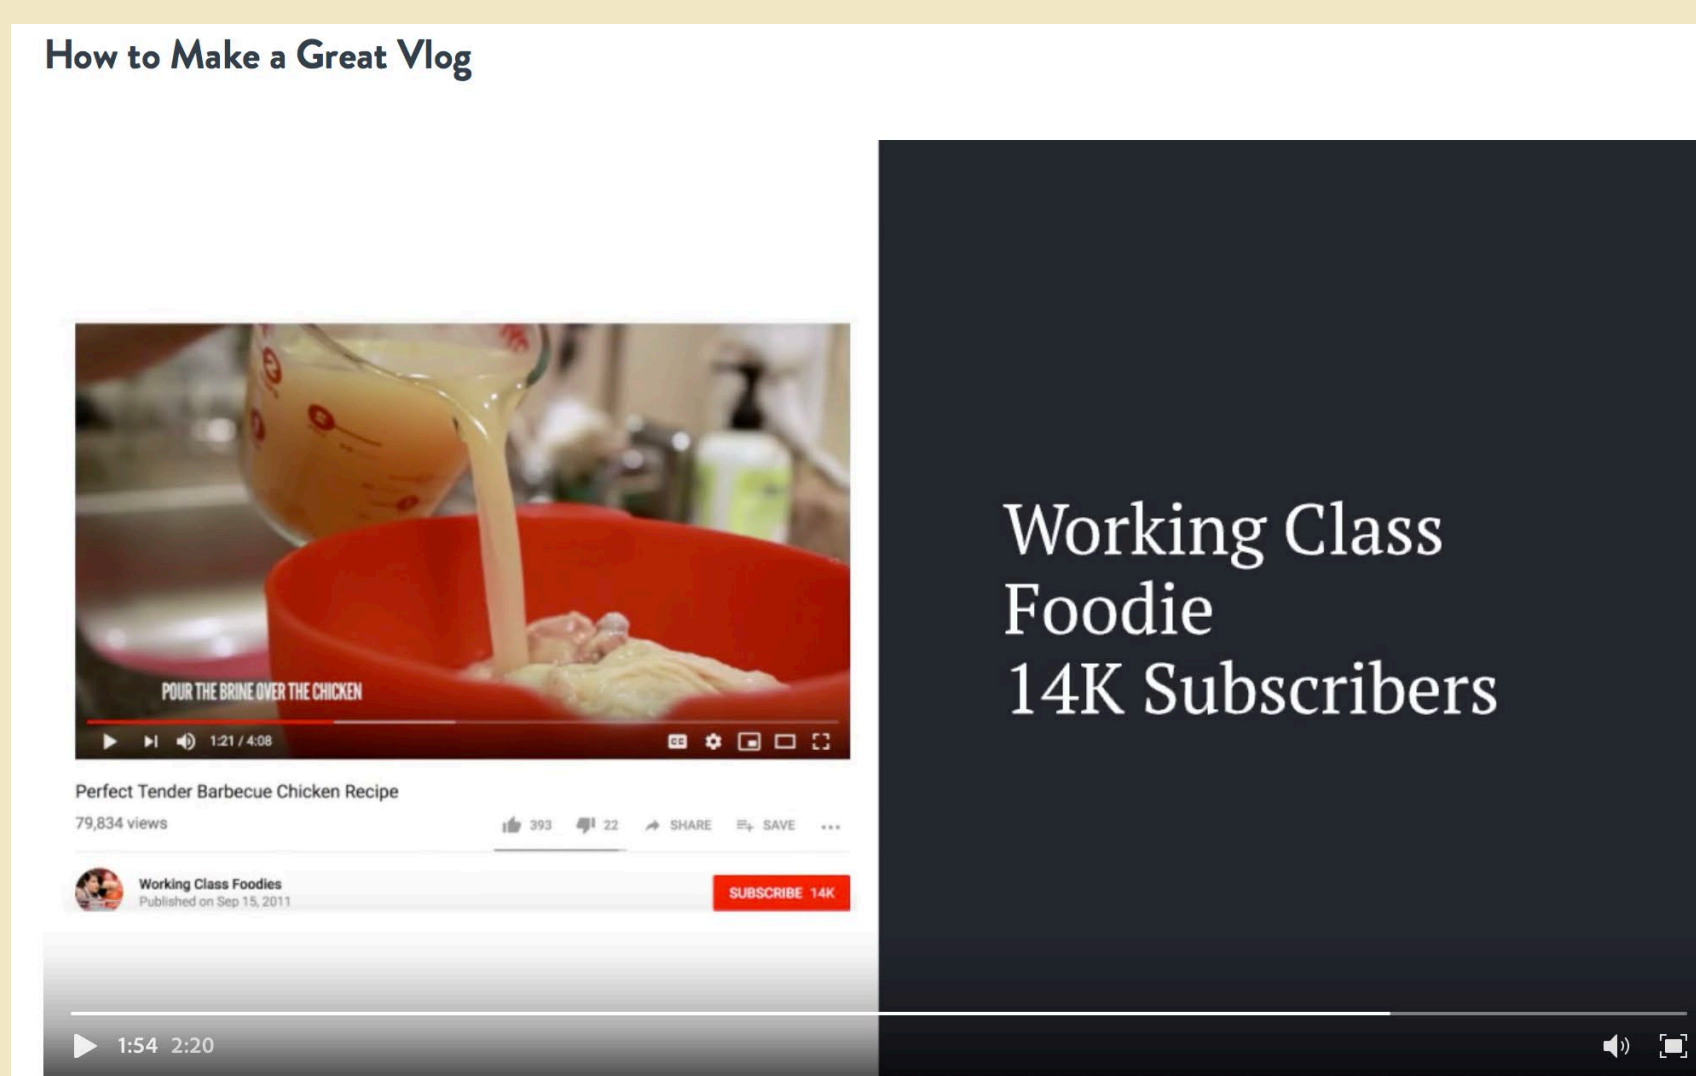 How to Make a Great Vlog
POUR THE BRINE OVER THE CHICKEN
CC
1:21 / 4:08
Perfect Tender Barbecue Chicken Recipe
79,834 views
393
22
SHARE
SAVE
Working Class Foodies
Published on Sep 15, 2011
SUBSCRIBE 14K
Working Class
Foodie
14K Subscribers
1:54 2:20